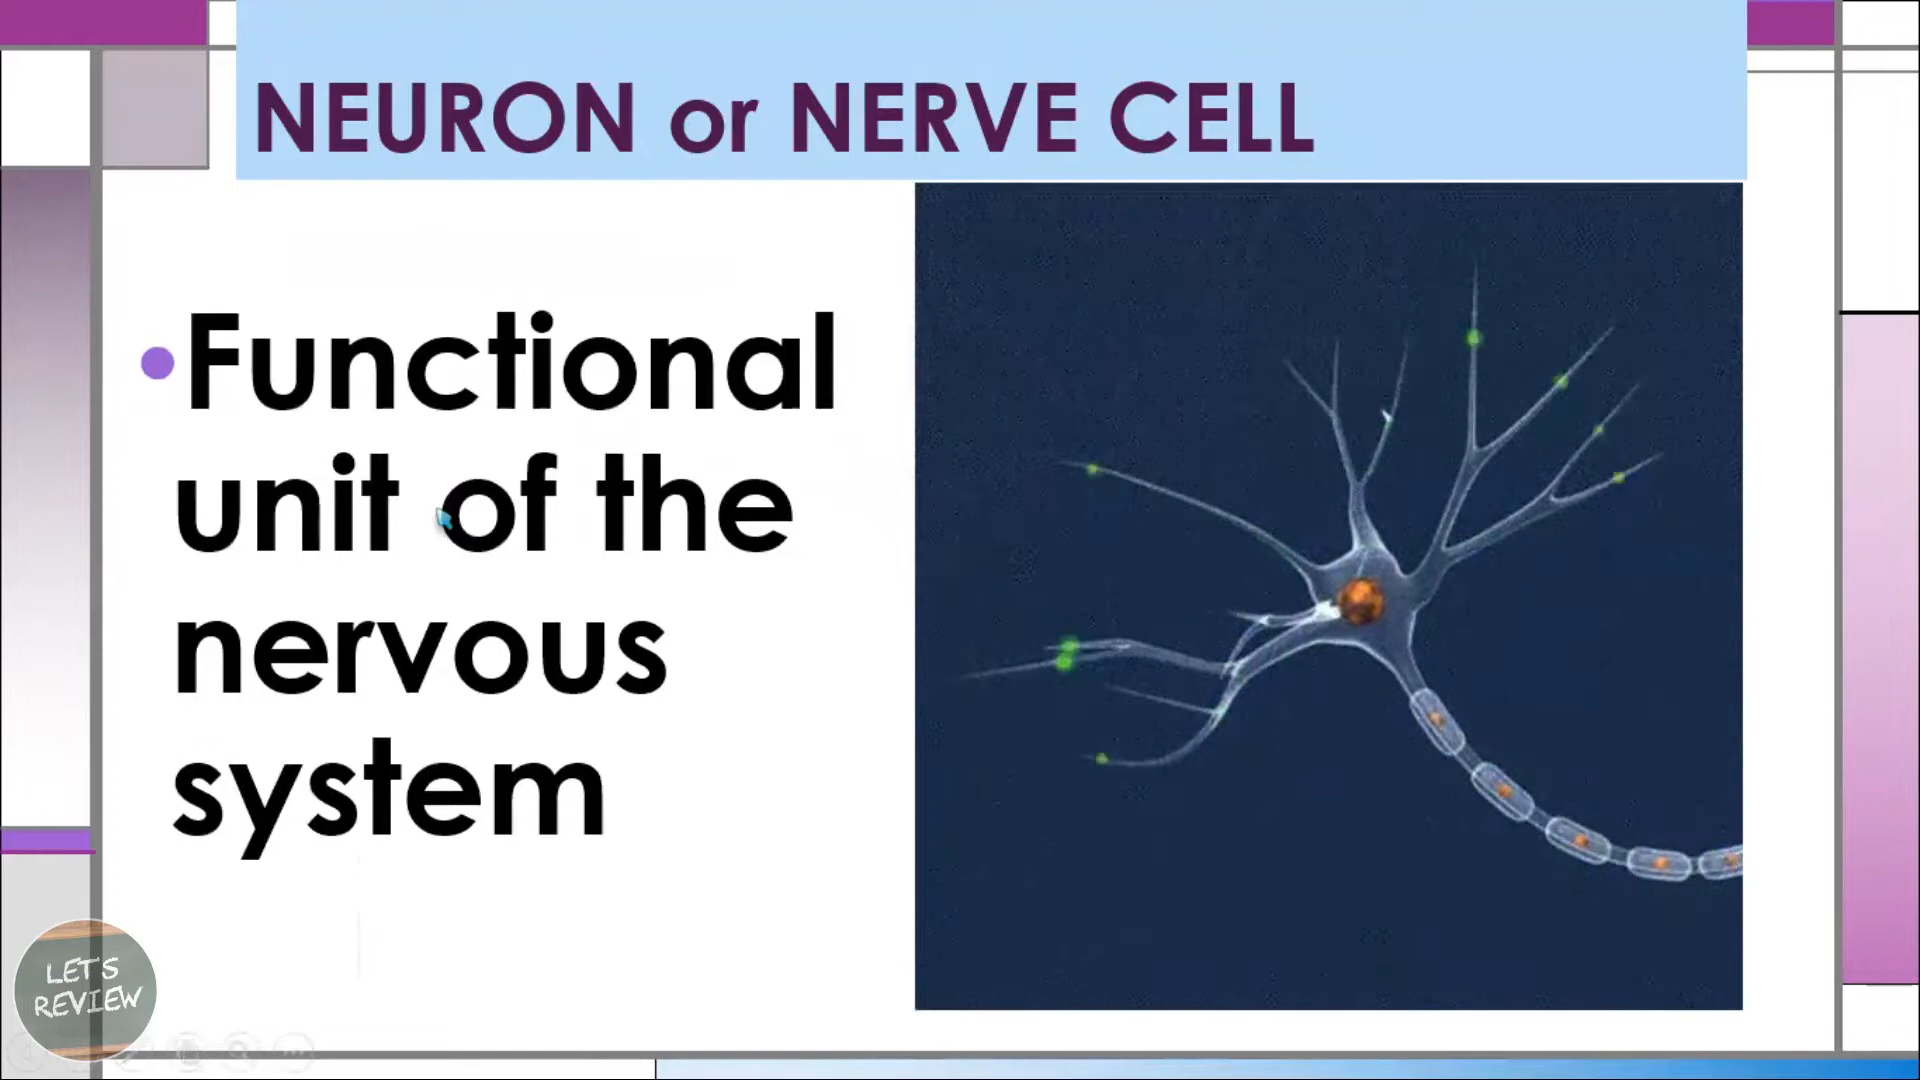 NEURON or NERVE CELL
•Functional
unit of the
nervous
system
LET'S
REVIEW